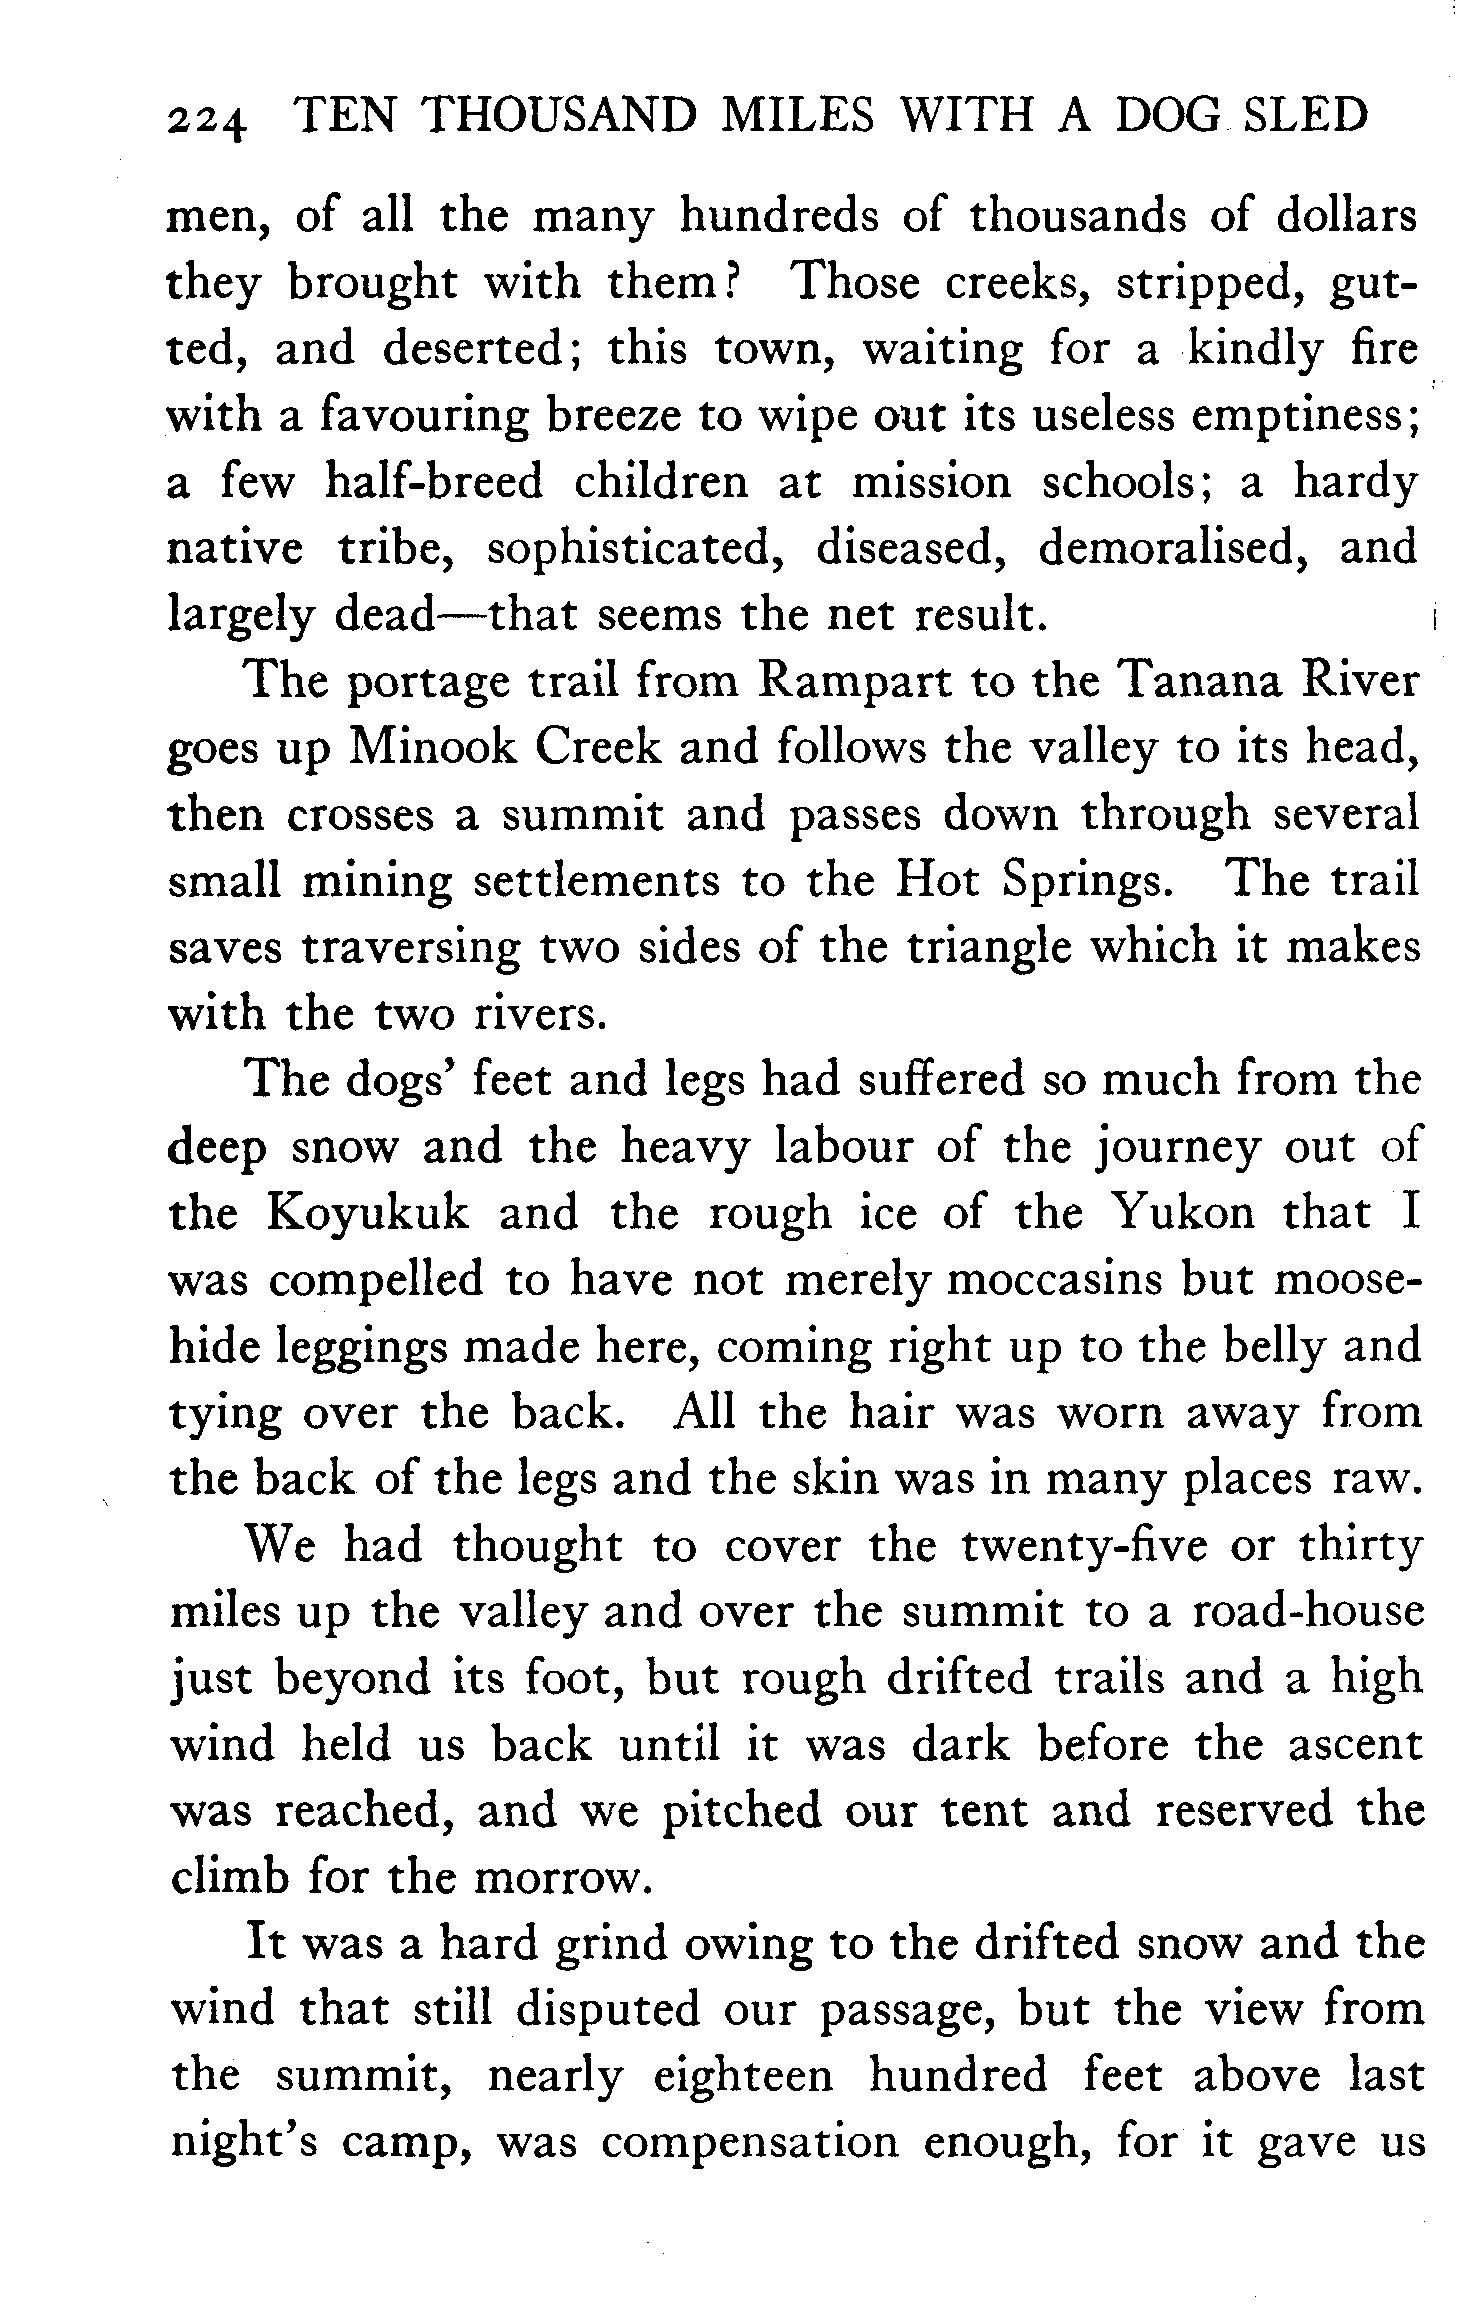 224 TEN THOUSAND MILES WITH A DOG SLED
men, of all the many hundreds of thousands of dollars
they brought with them? Those creeks, stripped, gut-
ted, and deserted; this town, waiting for a kindly fire
with a favouring breeze to wipe out its useless emptiness;
a few half-breed children at mission schools; a hardy
native tribe, sophisticated, diseased, demoralised, and
largely dead—that seems the net result.
The portage trail from Rampart to the Tanana River
goes up Minook Creek and follows the valley to its head,
then crosses a summit and passes down through several
small mining settlements to the Hot Springs. The trail
saves traversing two sides of the triangle which it makes
with the two rivers.
The dogs' feet and legs had suffered so much from the
deep snow and the heavy labour of the journey out of
the Koyukuk and the rough ice of the Yukon that I
was compelled to have not merely moccasins but moose-
hide leggings made here, coming right up to the belly and
tying over the back. All the hair was worn away from
the back of the legs and the skin was in many places raw.
We had thought to cover the twenty-five or thirty
miles up the valley and over the summit to a road-house
just beyond its foot, but rough drifted trails and a high
wind held us back until it was dark before the ascent
was reached, and we pitched our tent and reserved the
climb for the morrow.
It was a hard grind owing to the drifted snow and the
wind that still disputed our passage, but the view from
the summit, nearly eighteen hundred feet above last
night's camp, was compensation enough, for it gave us